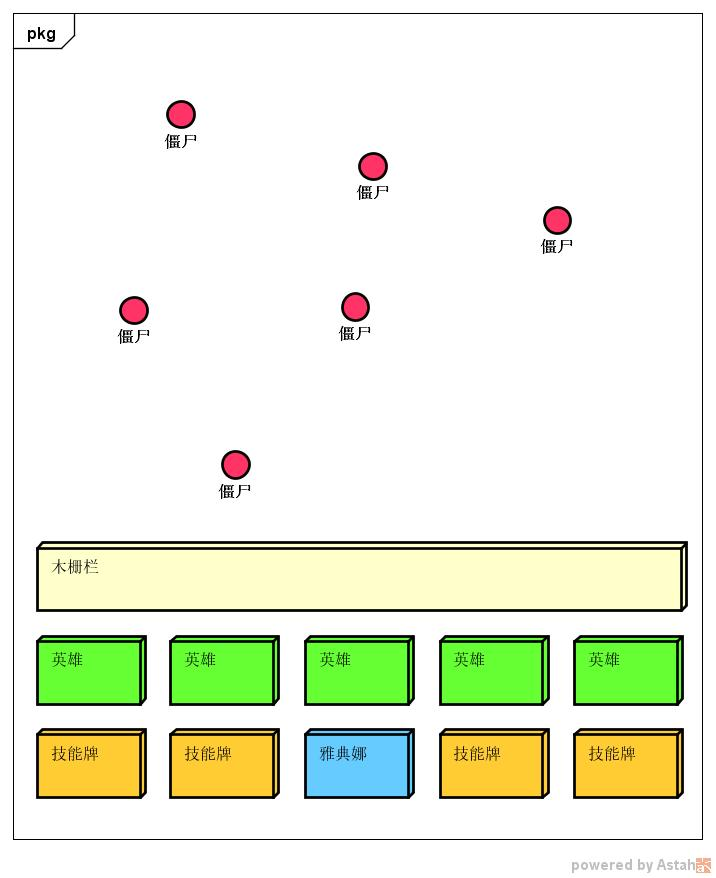 pkg
僵尸
僵尸
僵尸
僵尸
僵尸
僵尸
木栅栏
英雄
英雄
英雄
英雄
英雄
技能牌
技能牌
雅典娜
技能牌
技能牌
powered by Astah